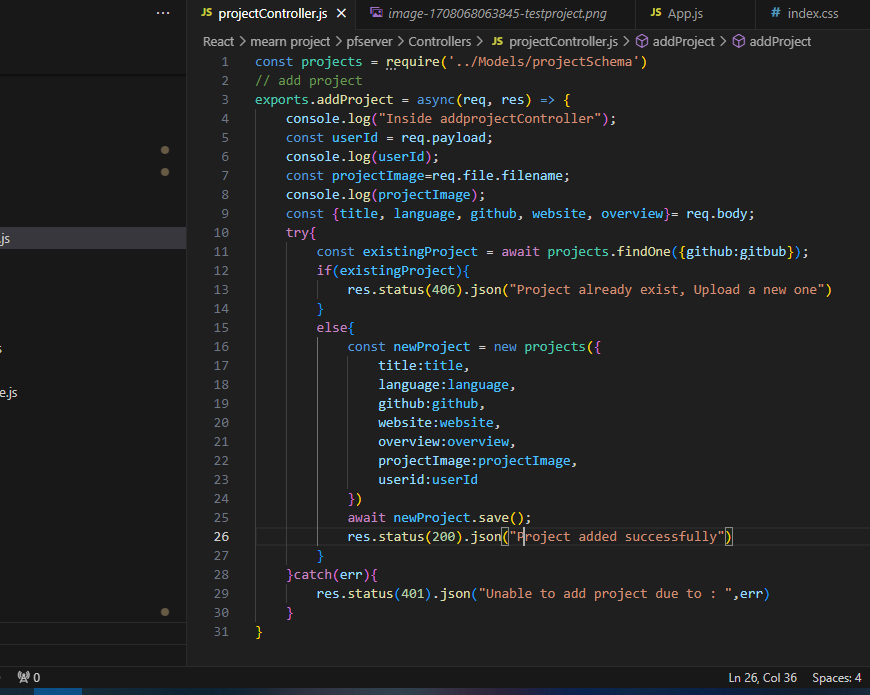 ... JS projectController.js × image-1708068063845-testproject.png JS App.js # index.css
React > mearn project > pfserver > Controllers > JS projectController.js > addProject > addProject
1 const projects = require('../Models/projectSchema')
2 // add project
3 exports.addProject = async(req, res) => {
4 console.log("Inside addprojectController");
5 const userId = req.payload;
6 console.log(userId);
7 const projectImage=req.file.filename;
8 console.log(projectImage);
9 const {title, language, github, website, overview}= req.body;
10 try{
11 const existingProject = await projects.findOne({github:gitbub});
12 if(existingProject){
13 res.status(406).json("Project already exist, Upload a new one")
14 }
15 else{
16 const newProject = new projects({
17 title:title,
18 language:language,
19 github:github,
20 website:website,
21 overview:overview,
22 projectImage:projectImage,
23 userid:userId
24 })
25 await newProject.save();
26 res.status(200).json("Project added successfully")
27 }
28 }catch(err){
29 res.status(401).json("Unable to add project due to : ",err)
30 }
31 }
.js
s
e.js
0 Ln 26, Col 36 Spaces: 4